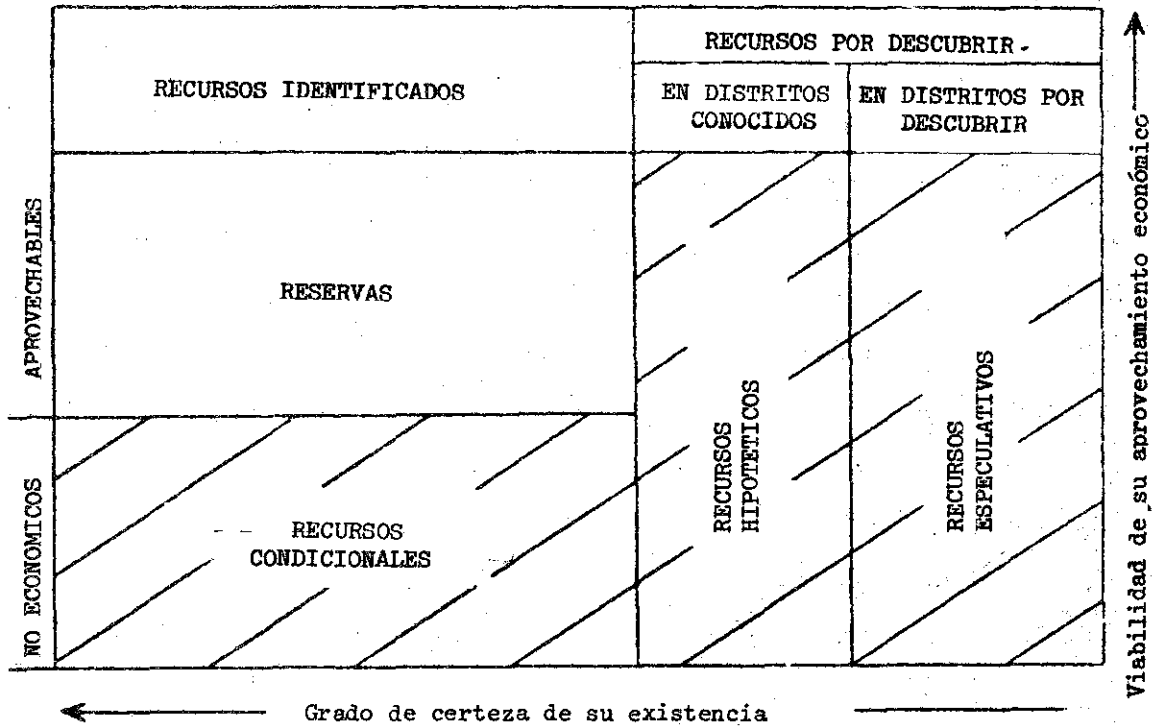 RECURSOS POR DESCUBRIR.
RECURSOS IDENTIFICADOS
EN DISTRITOS
CONOCIDOS
EN DISTRITOS POR
DESCUBRIR
APROVECHABLES
RESERVAS
NO ECONOMICOS
RECURSOS
CONDICIONALES
RECURSOS
HIPOTETICOS
RECURSOS
ESPECULATIVOS
Viabilidad de su aprovechamiento económico
Grado de certeza de su existencia